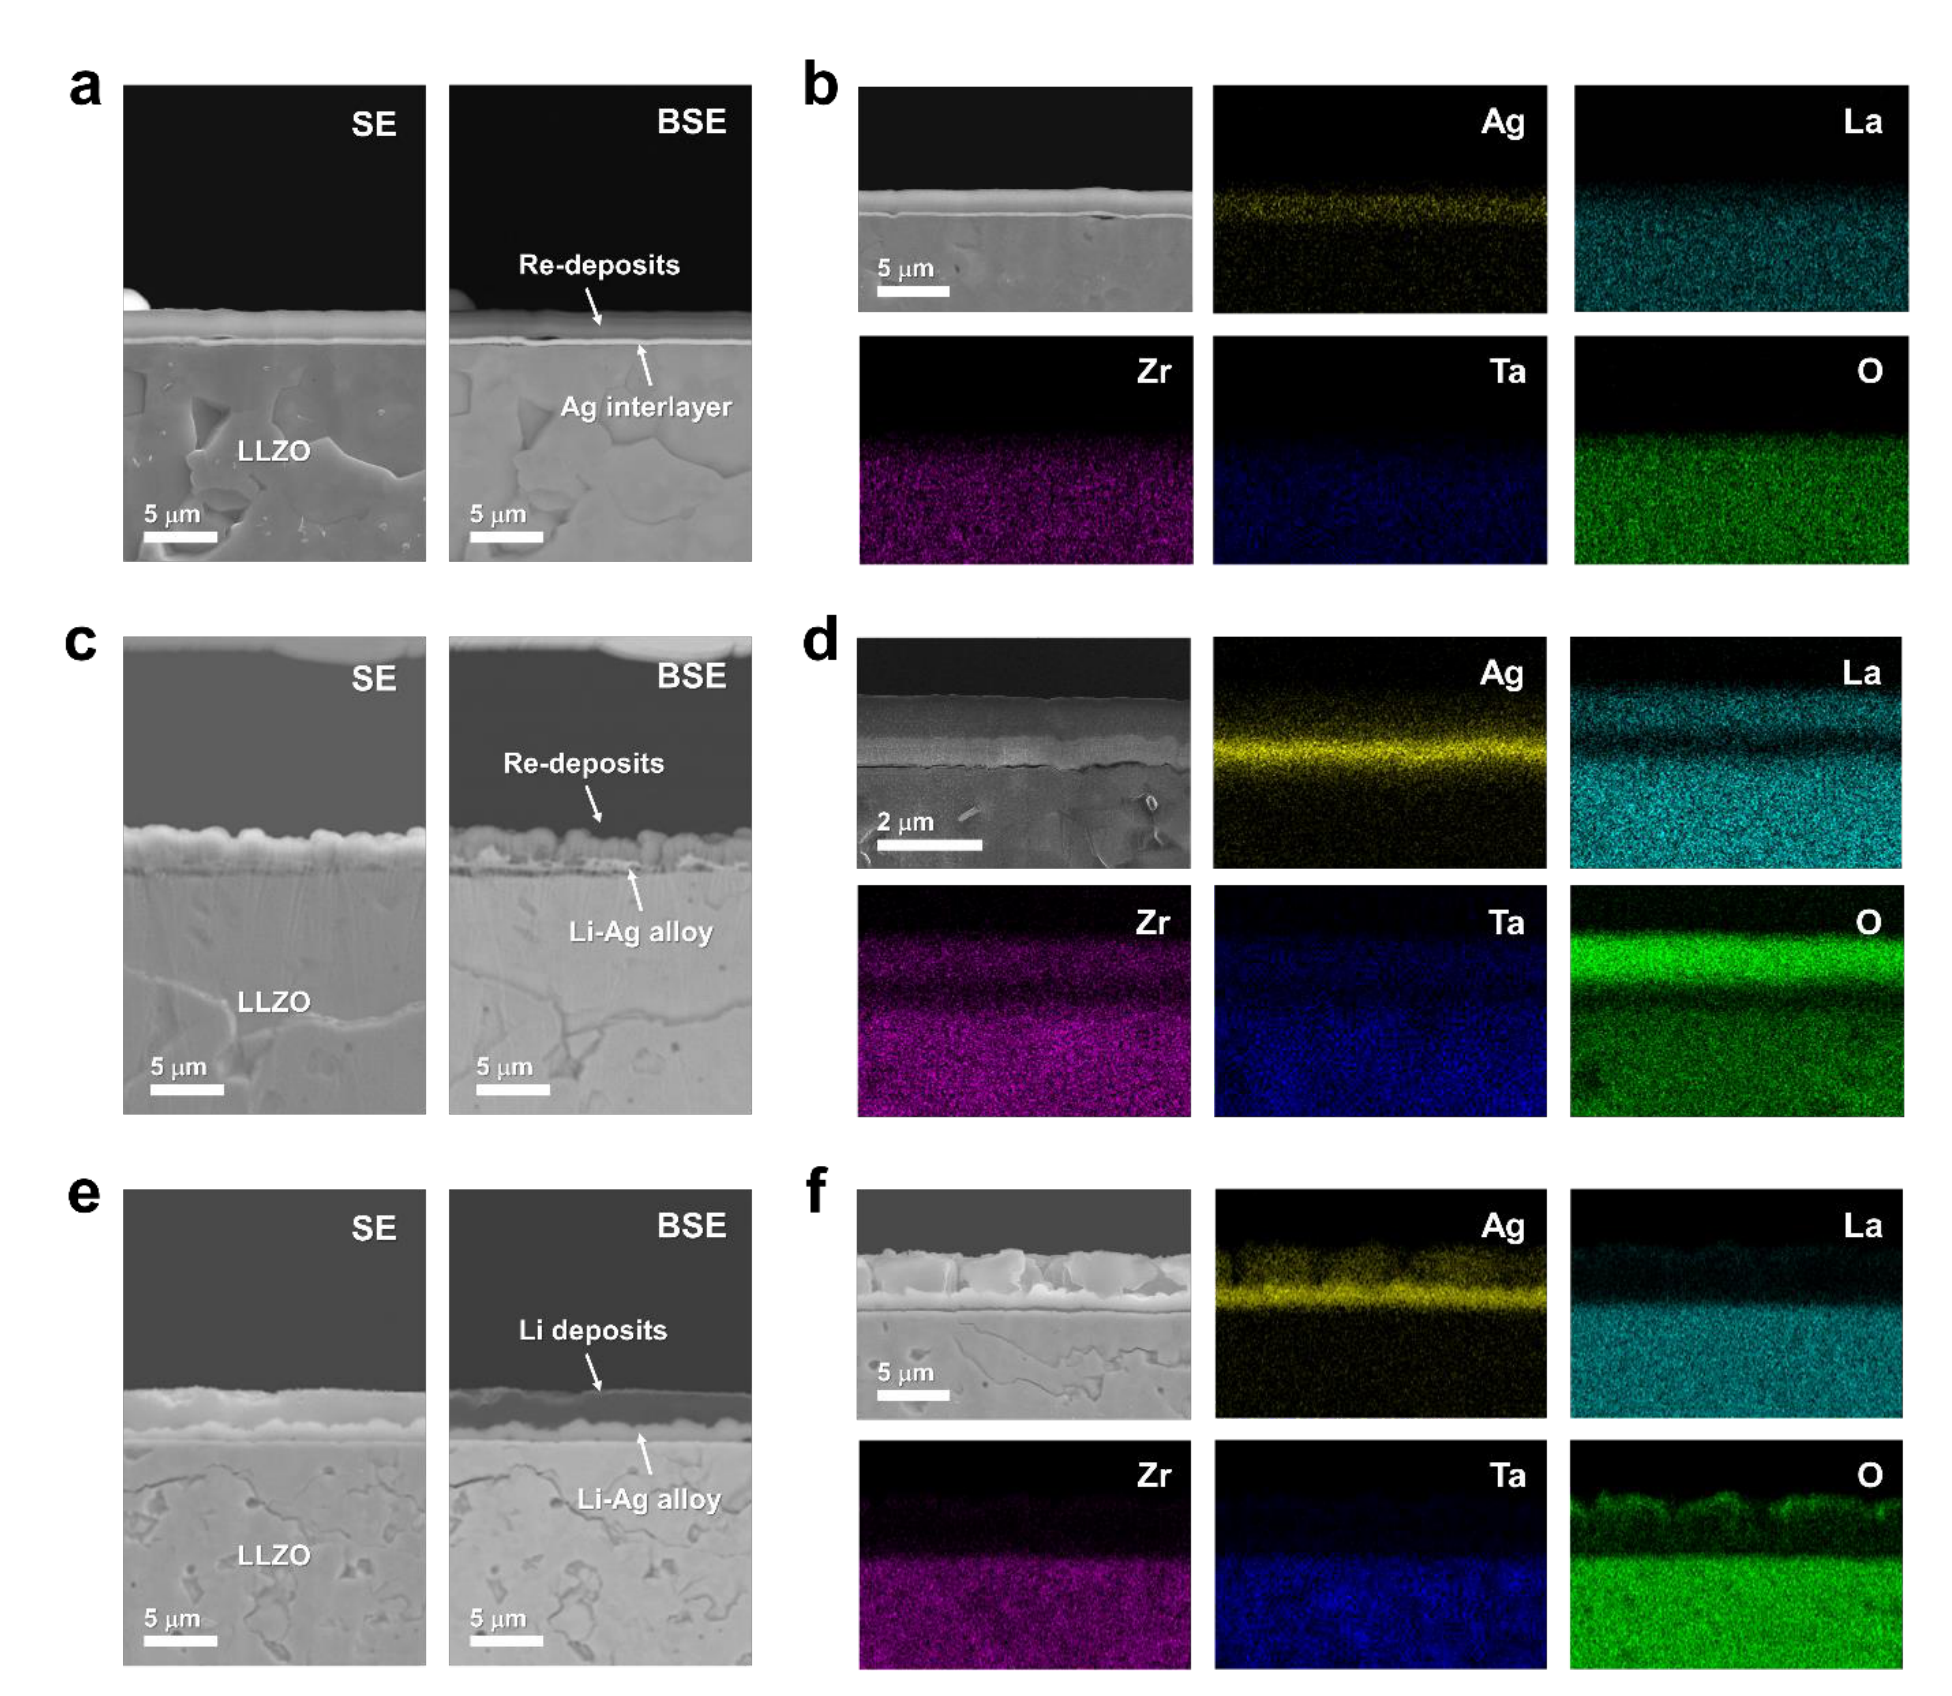 a
SE
BSE
Re-deposits
Ag interlayer
LLZO
5 μm
5 μm
b
Ag
La
5 μm
Zr
Ta
O
c
SE
BSE
Re-deposits
Li-Ag alloy
LLZO
5 μm
5 μm
d
Ag
La
2 μm
Zr
Ta
O
e
SE
BSE
Li deposits
Li-Ag alloy
LLZO
5 μm
5 μm
f
Ag
La
5 μm
Zr
Ta
O